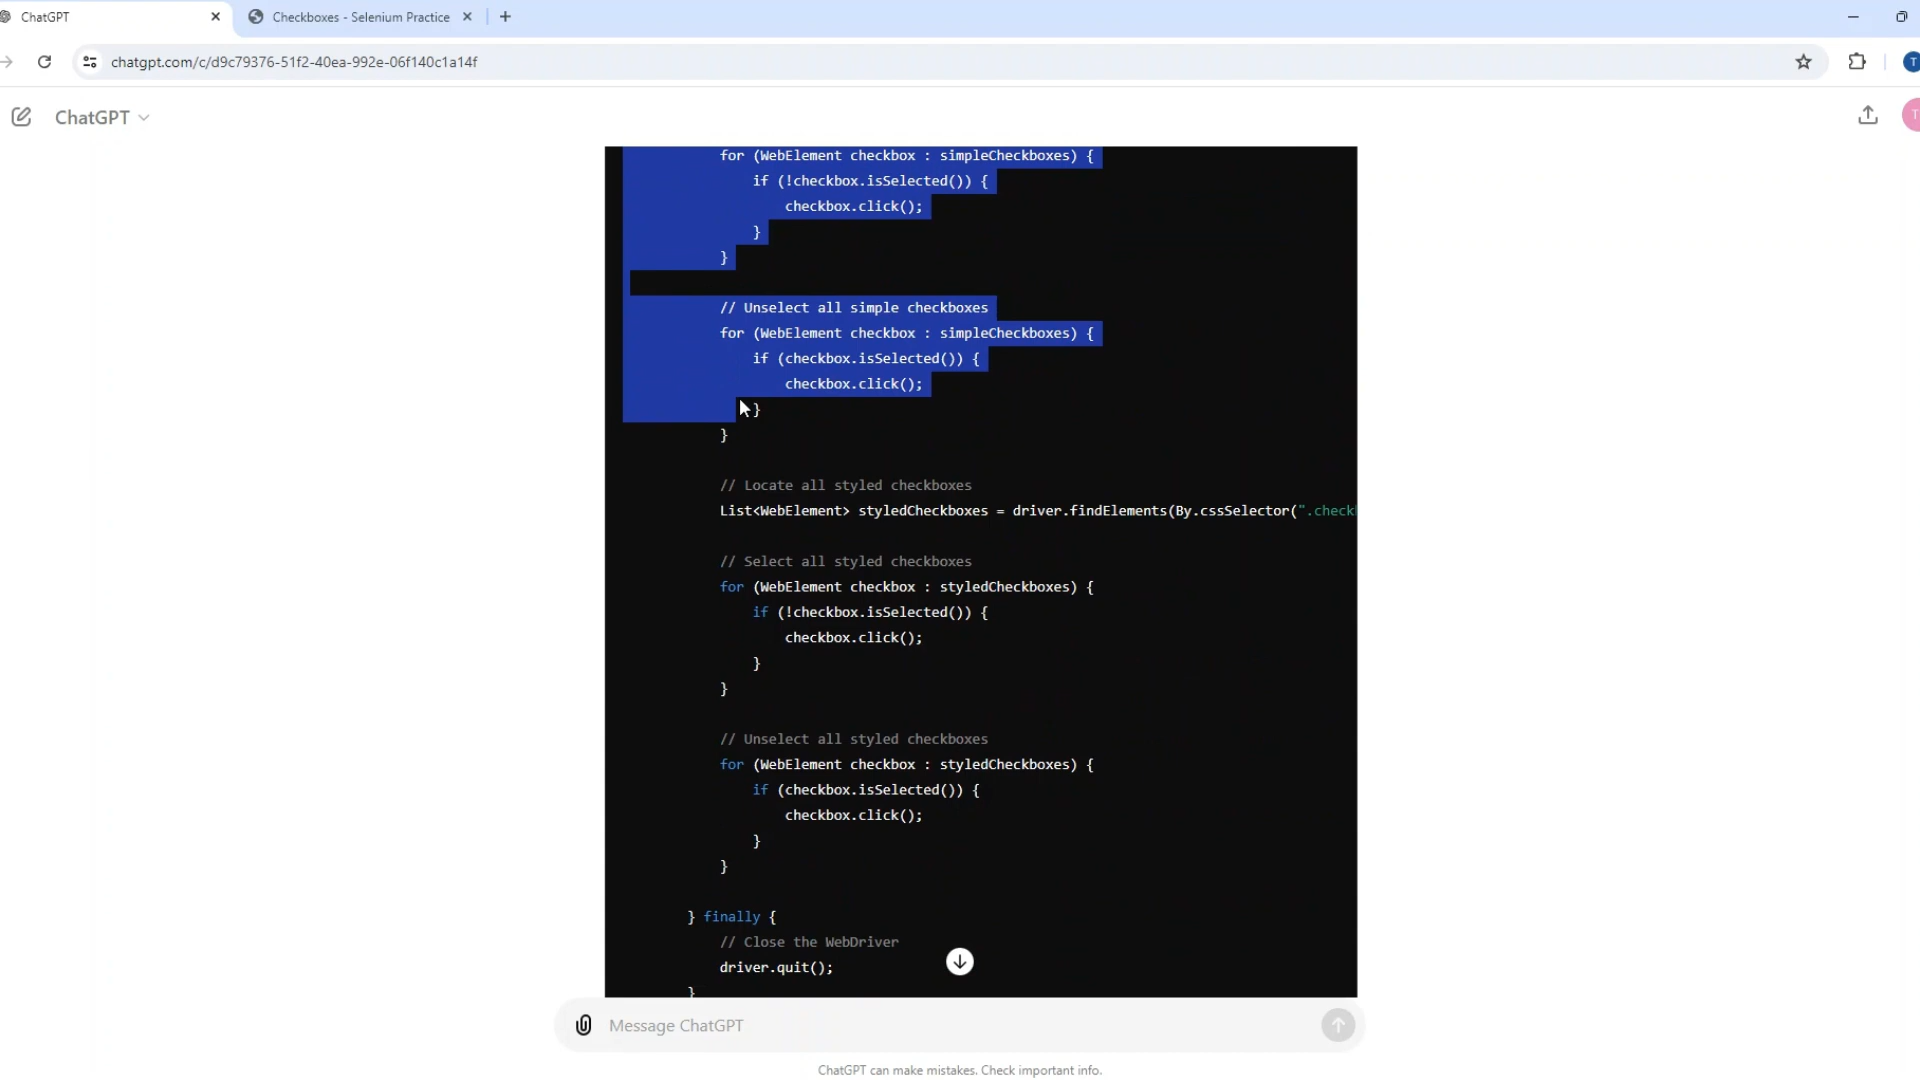 ChatGPT
Checkboxes - Selenium Practice
chatgpt.com/c/d9c79376-51f2-40ea-992e-06f140c1a14f
T
ChatGPT
T
for (WebElement checkbox : simpleCheckboxes) {
if (!checkbox.isSelected()) {
checkbox.click();
}
}
// Unselect all simple checkboxes
for (WebElement checkbox : simpleCheckboxes) {
if (checkbox.isSelected()) {
checkbox.click();
}
}
// Locate all styled checkboxes
List<WebElement> styledCheckboxes = driver.findElements(By.cssSelector(".check
// Select all styled checkboxes
for (WebElement checkbox : styledCheckboxes) {
if (!checkbox.isSelected()) {
checkbox.click();
}
}
// Unselect all styled checkboxes
for (WebElement checkbox : styledCheckboxes) {
if (checkbox.isSelected()) {
checkbox.click();
}
}
} finally {
// Close the WebDriver
driver.quit();
}
Message ChatGPT
ChatGPT can make mistakes. Check important info.